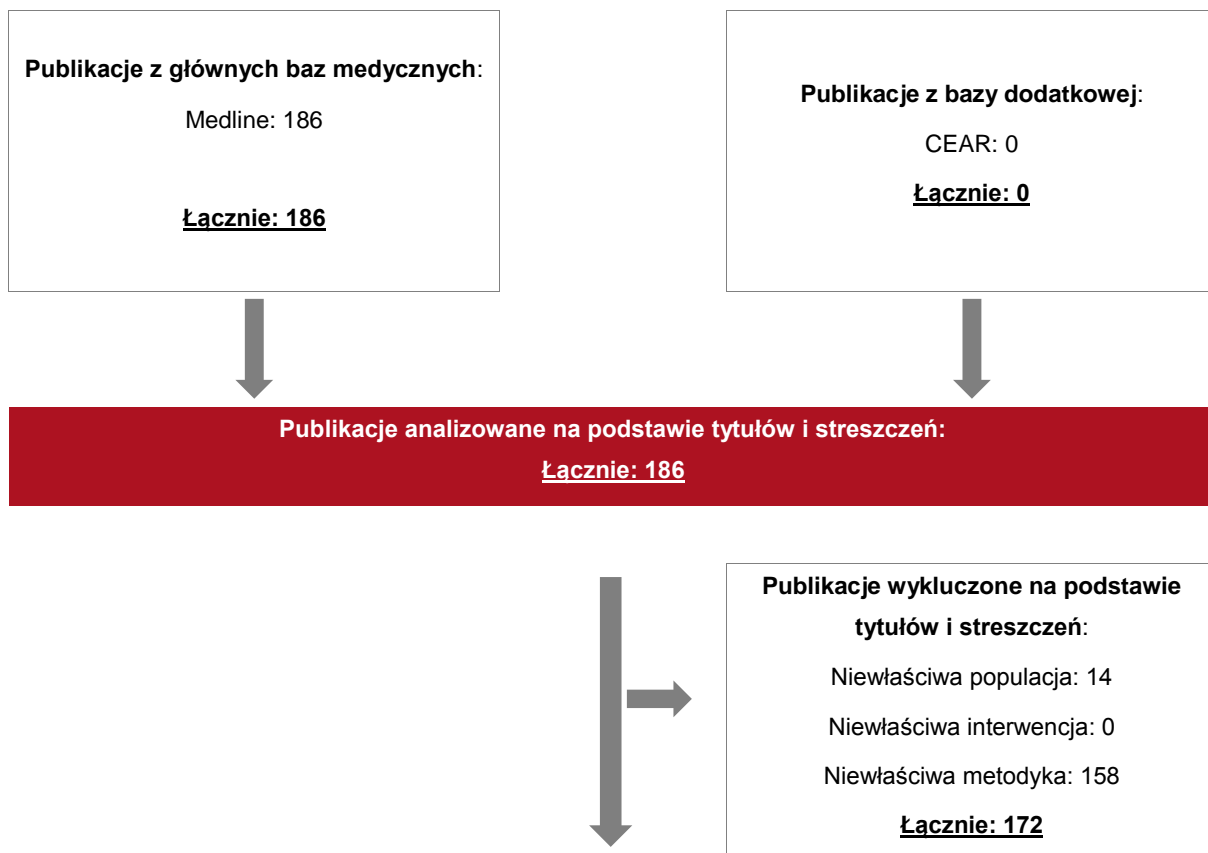 Publikacje z głównych baz medycznych:
Medline: 186
Łącznie: 186
Publikacje z bazy dodatkowej:
CEAR: 0
Łącznie: 0
Publikacje analizowane na podstawie tytułów i streszczeń:
Łącznie: 186
Publikacje wykluczone na podstawie
tytułów i streszczeń:
Niewłaściwa populacja: 14
Niewłaściwa interwencja: 0
Niewłaściwa metodyka: 158
Łącznie: 172